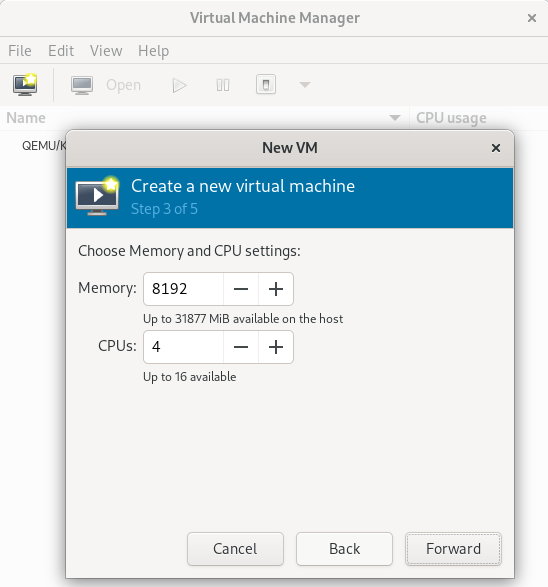 Virtual Machine Manager
File Edit View Help
Open
Name CPU usage
QEMU/K
New VM
Create a new virtual machine
Step 3 of 5
Choose Memory and CPU settings:
Memory: 8192
Up to 31877 MiB available on the host
CPUs: 4
Up to 16 available
Cancel Back Forward